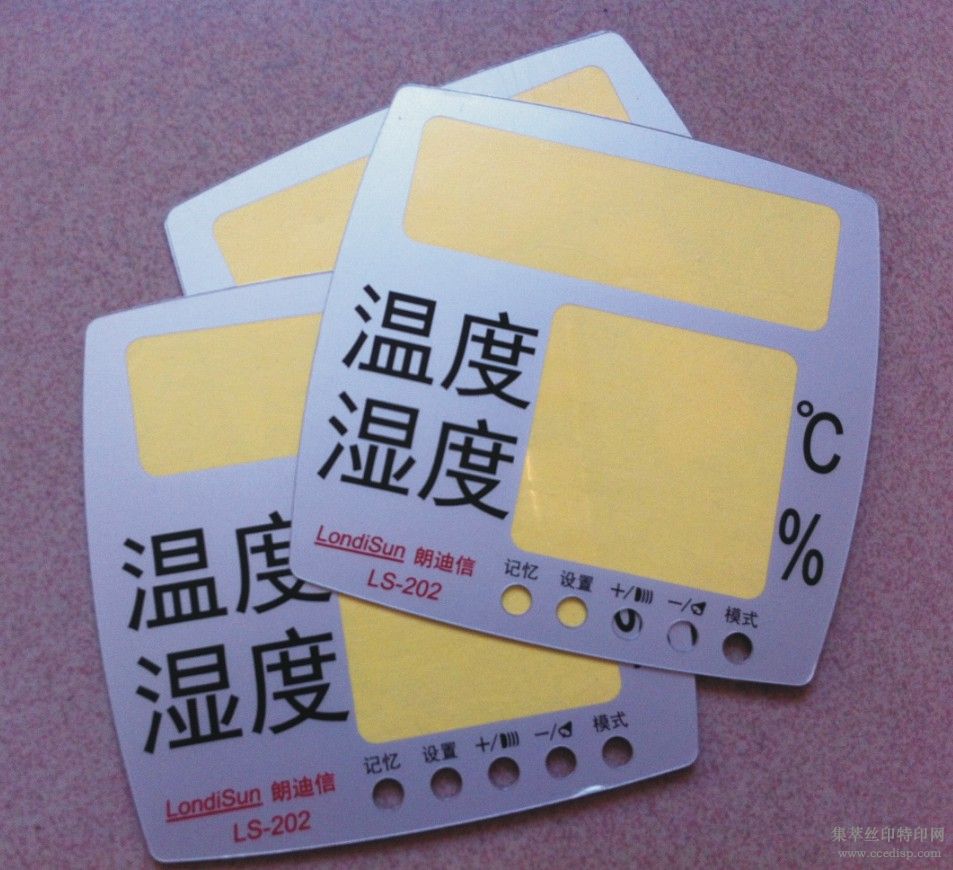 温度
湿度
℃
%
LondiSun 朗迪信
LS-202
记忆 设置 +/ −/ 模式
温度
湿度
记忆 设置 +/ −/ 模式
LondiSun 朗迪信
LS-202
集萃丝印特印网
www.ccedisp.com